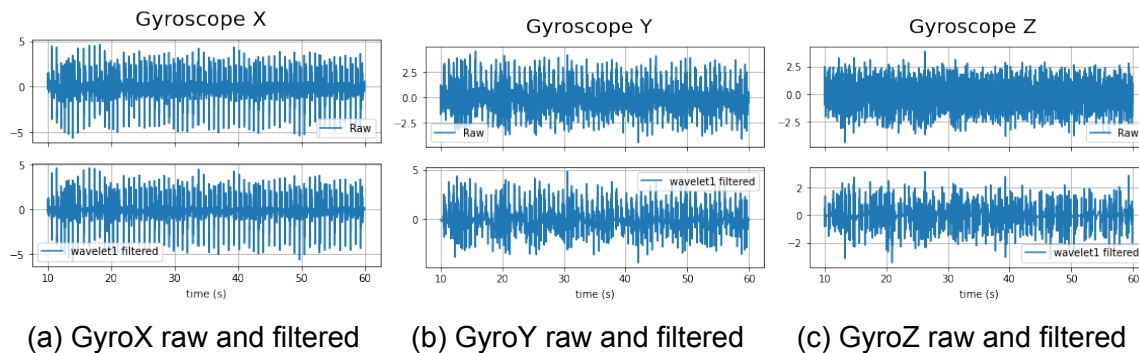 Gyroscope X
5
0
−5
Raw
5
0
−5
wavelet1 filtered
10 20 30 40 50 60
time (s)
(a) GyroX raw and filtered
Gyroscope Y
2.5
0.0
−2.5
Raw
5
0
wavelet1 filtered
10 20 30 40 50 60
time (s)
(b) GyroY raw and filtered
Gyroscope Z
2.5
0.0
−2.5
Raw
2
0
−2
wavelet1 filtered
10 20 30 40 50 60
time (s)
(c) GyroZ raw and filtered